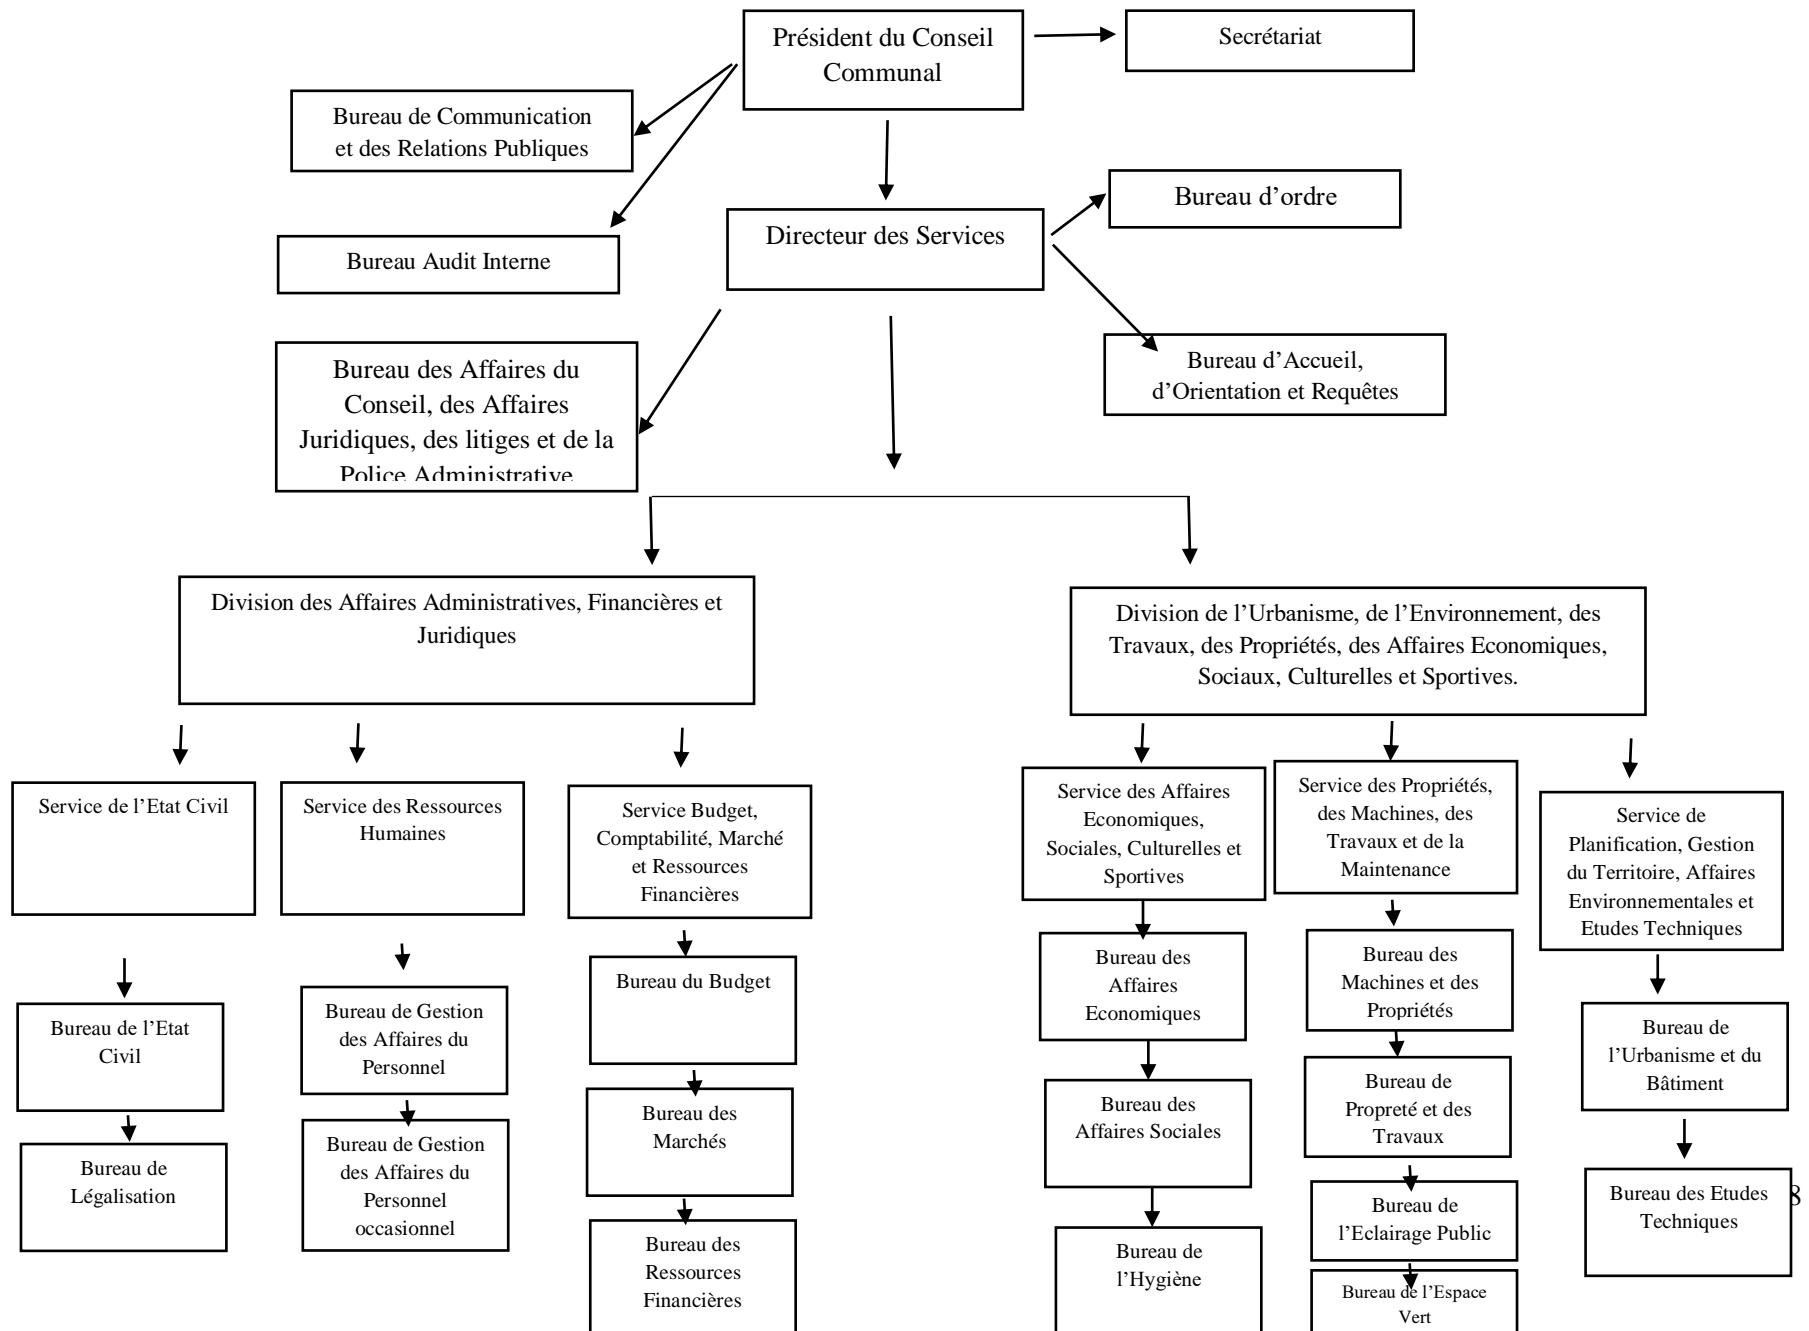 Président du Conseil
Communal
Secrétariat
Bureau de Communication
et des Relations Publiques
Bureau d’ordre
Directeur des Services
Bureau Audit Interne
Bureau d’Accueil,
d’Orientation et Requêtes
Bureau des Affaires du
Conseil, des Affaires
Juridiques, des litiges et de la
Police Administrative
Division des Affaires Administratives, Financières et
Juridiques
Division de l’Urbanisme, de l’Environnement, des
Travaux, des Propriétés, des Affaires Economiques,
Sociaux, Culturelles et Sportives.
Service de l’Etat Civil
Service des Ressources
Humaines
Service Budget,
Comptabilité, Marché
et Ressources
Financières
Service des Affaires
Economiques,
Sociales, Culturelles et
Sportives
Service des Propriétés,
des Machines, des
Travaux et de la
Maintenance
Service de
Planification, Gestion
du Territoire, Affaires
Environnementales et
Etudes Techniques
Bureau de l’Etat
Civil
Bureau de Gestion
des Affaires du
Personnel
Bureau du Budget
Bureau des
Affaires
Economiques
Bureau des
Machines et des
Propriétés
Bureau de
l’Urbanisme et du
Bâtiment
Bureau de
Légalisation
Bureau de Gestion
des Affaires du
Personnel
occasionnel
Bureau des
Marchés
Bureau des
Affaires Sociales
Bureau de
Propreté et des
Travaux
Bureau des Etudes
Techniques
8
Bureau des
Ressources
Financières
Bureau de
l’Hygiène
Bureau de
l’Eclairage Public
Bureau de l’Espace
Vert